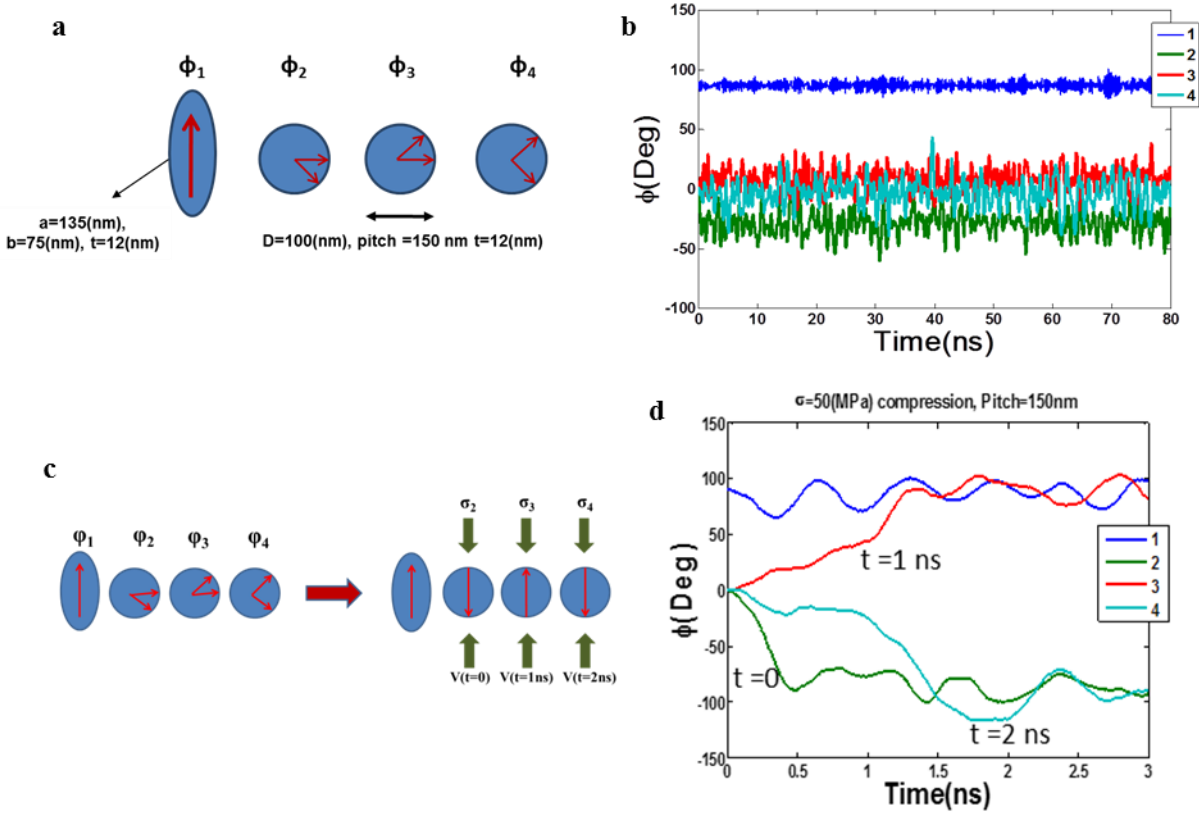 a
ϕ1 ϕ2 ϕ3 ϕ4
a=135(nm),
b=75(nm), t=12(nm)
D=100(nm), pitch =150 nm t=12(nm)
b
150
100
50
0
-50
-100
ϕ(Deg)
0 10 20 30 40 50 60 70 80
Time(ns)
1
2
3
4
c
φ1 φ2 φ3 φ4
σ2 σ3 σ4
V(t=0) V(t=1ns) V(t=2ns)
d
σ=50(MPa) compression, Pitch=150nm
150
100
50
0
-50
-100
-150
ϕ(Deg)
t =1 ns
t =0
t =2 ns
1
2
3
4
0 0.5 1 1.5 2 2.5 3
Time(ns)